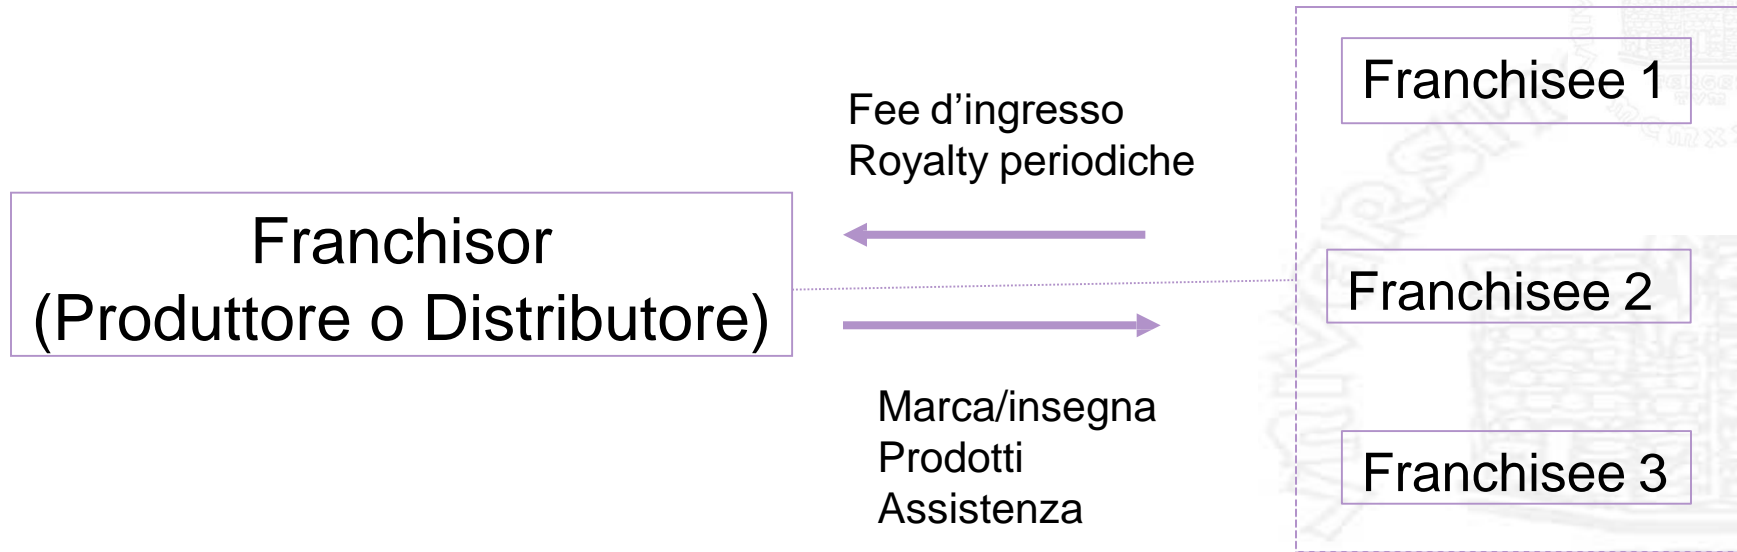 Franchisor
(Produttore o Distributore)
Fee d’ingresso
Royalty periodiche
Marca/insegna
Prodotti
Assistenza
Franchisee 1
Franchisee 2
Franchisee 3